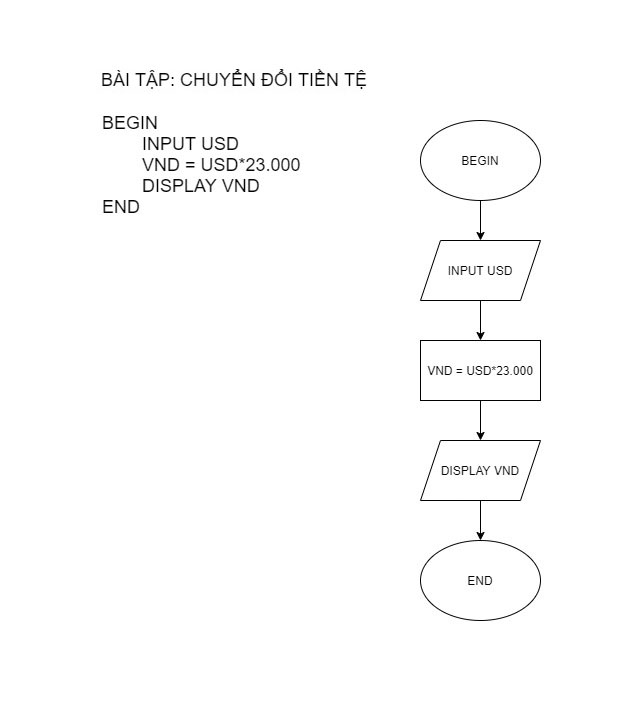 BÀI TẬP: CHUYỂN ĐỔI TIỀN TỆ
BEGIN
INPUT USD
VND = USD*23.000
DISPLAY VND
END
BEGIN
INPUT USD
VND = USD*23.000
DISPLAY VND
END